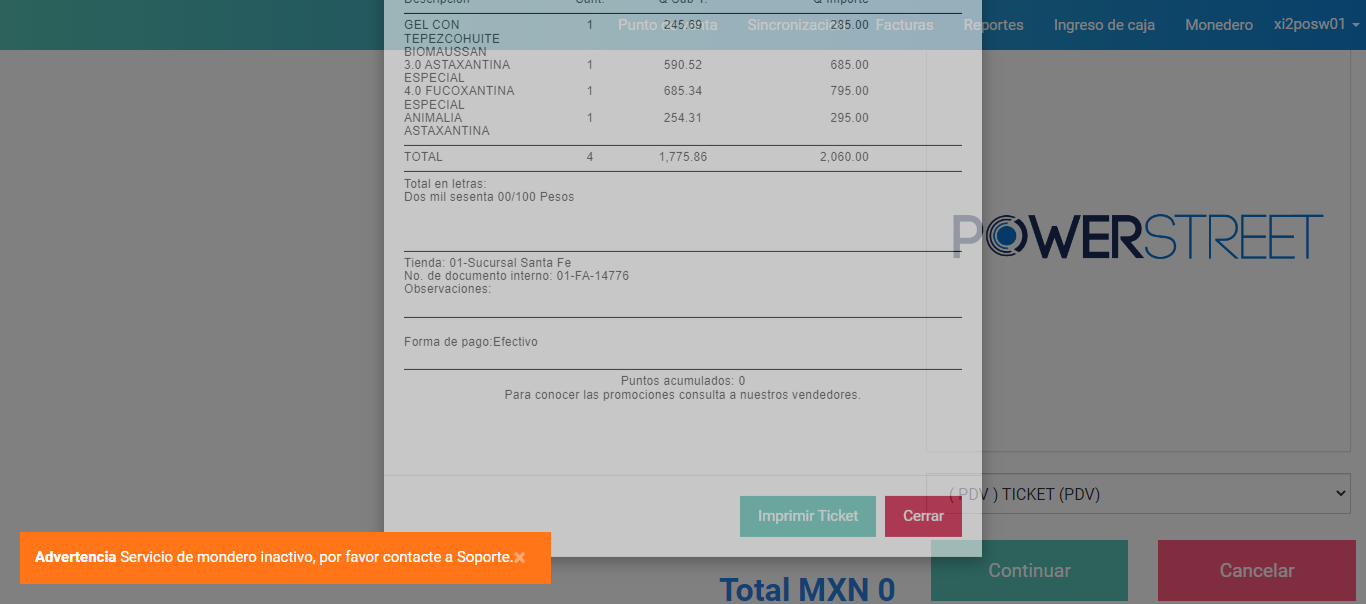 Descripción Cant. Q Sub T. Q Importe
Punto de venta Sincronización Facturas Reportes Ingreso de caja Monedero xi2posw01
GEL CON 1 245.69 285.00
TEPEZCOHUITE
BIOMAUSSAN
3.0 ASTAXANTINA 1 590.52 685.00
ESPECIAL
4.0 FUCOXANTINA 1 685.34 795.00
ESPECIAL
ANIMALIA 1 254.31 295.00
ASTAXANTINA
TOTAL 4 1,775.86 2,060.00
Total en letras:
Dos mil sesenta 00/100 Pesos
POWERSTREET
Tienda: 01-Sucursal Santa Fe
No. de documento interno: 01-FA-14776
Observaciones:
Forma de pago:Efectivo
Puntos acumulados: 0
Para conocer las promociones consulta a nuestros vendedores.
( PDV ) TICKET (PDV)
Imprimir Ticket Cerrar
Advertencia Servicio de mondero inactivo, por favor contacte a Soporte.×
Continuar Cancelar
Total MXN 0